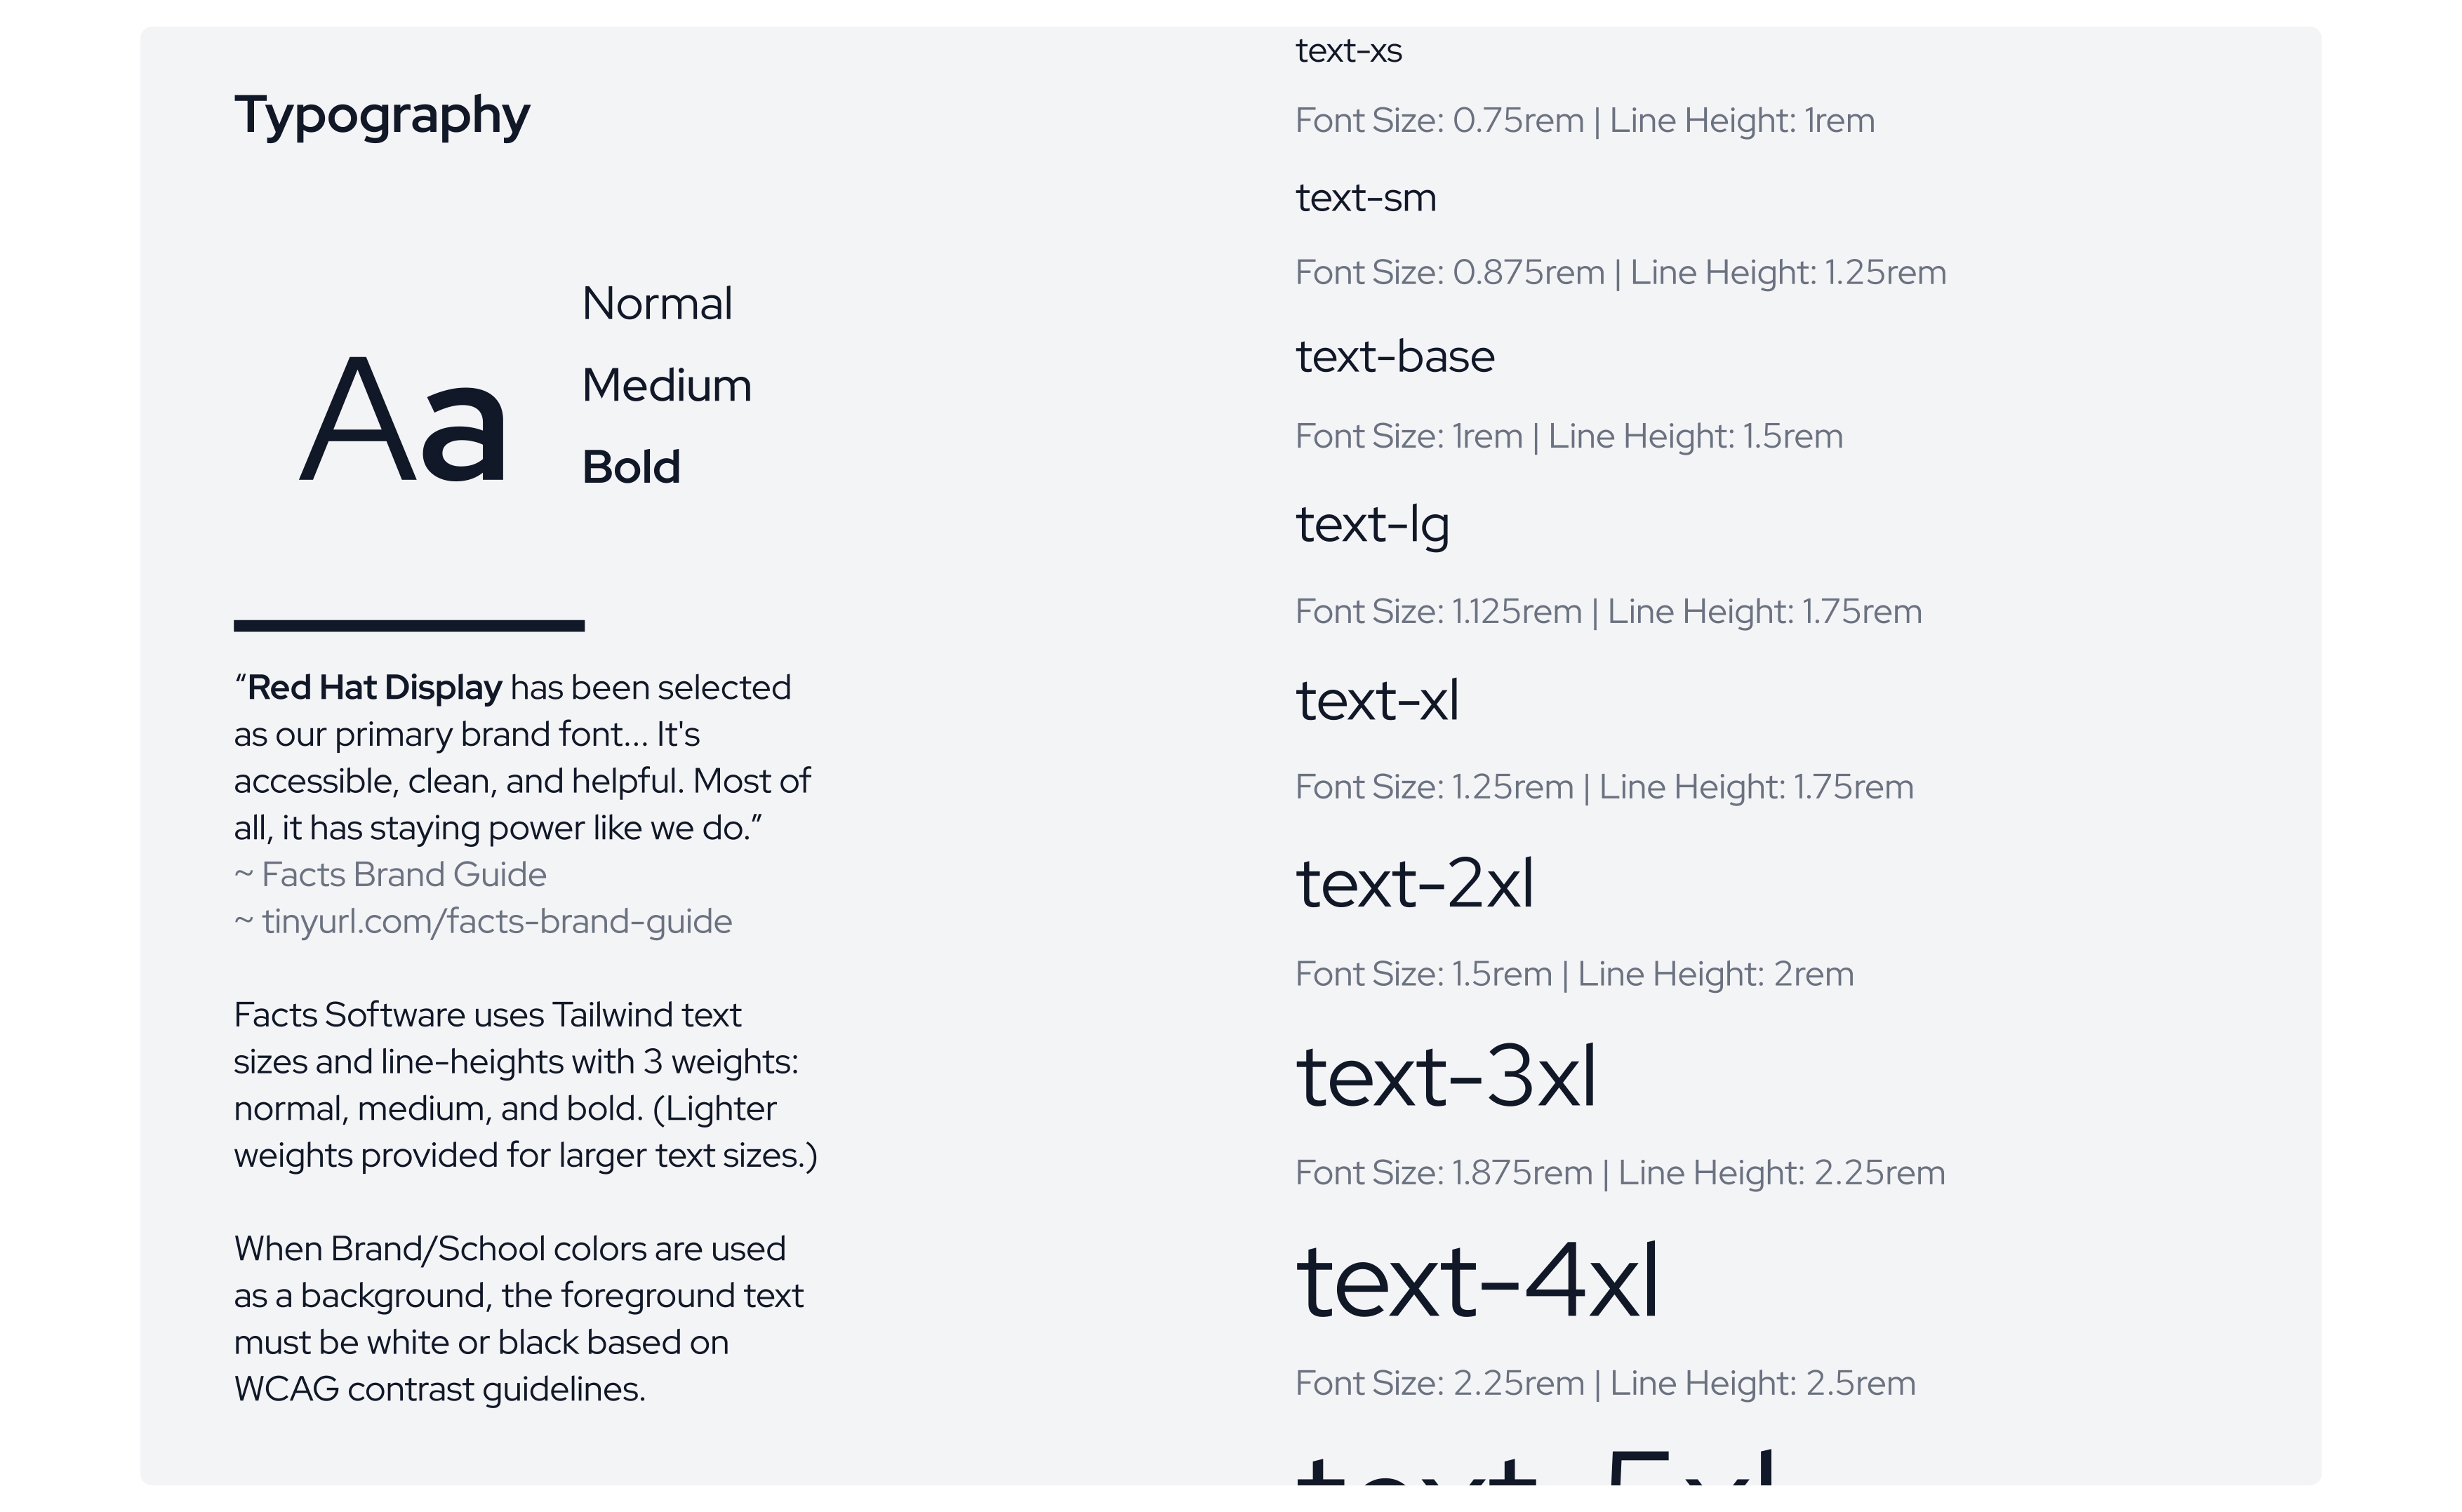 Typography
Aa
Normal
Medium
Bold
“Red Hat Display has been selected
as our primary brand font... It's
accessible, clean, and helpful. Most of
all, it has staying power like we do.”
~ Facts Brand Guide
~ tinyurl.com/facts-brand-guide
Facts Software uses Tailwind text
sizes and line-heights with 3 weights:
normal, medium, and bold. (Lighter
weights provided for larger text sizes.)
When Brand/School colors are used
as a background, the foreground text
must be white or black based on
WCAG contrast guidelines.
text-xs
Font Size: 0.75rem | Line Height: 1rem
text-sm
Font Size: 0.875rem | Line Height: 1.25rem
text-base
Font Size: 1rem | Line Height: 1.5rem
text-lg
Font Size: 1.125rem | Line Height: 1.75rem
text-xl
Font Size: 1.25rem | Line Height: 1.75rem
text-2xl
Font Size: 1.5rem | Line Height: 2rem
text-3xl
Font Size: 1.875rem | Line Height: 2.25rem
text-4xl
Font Size: 2.25rem | Line Height: 2.5rem
text-5xl